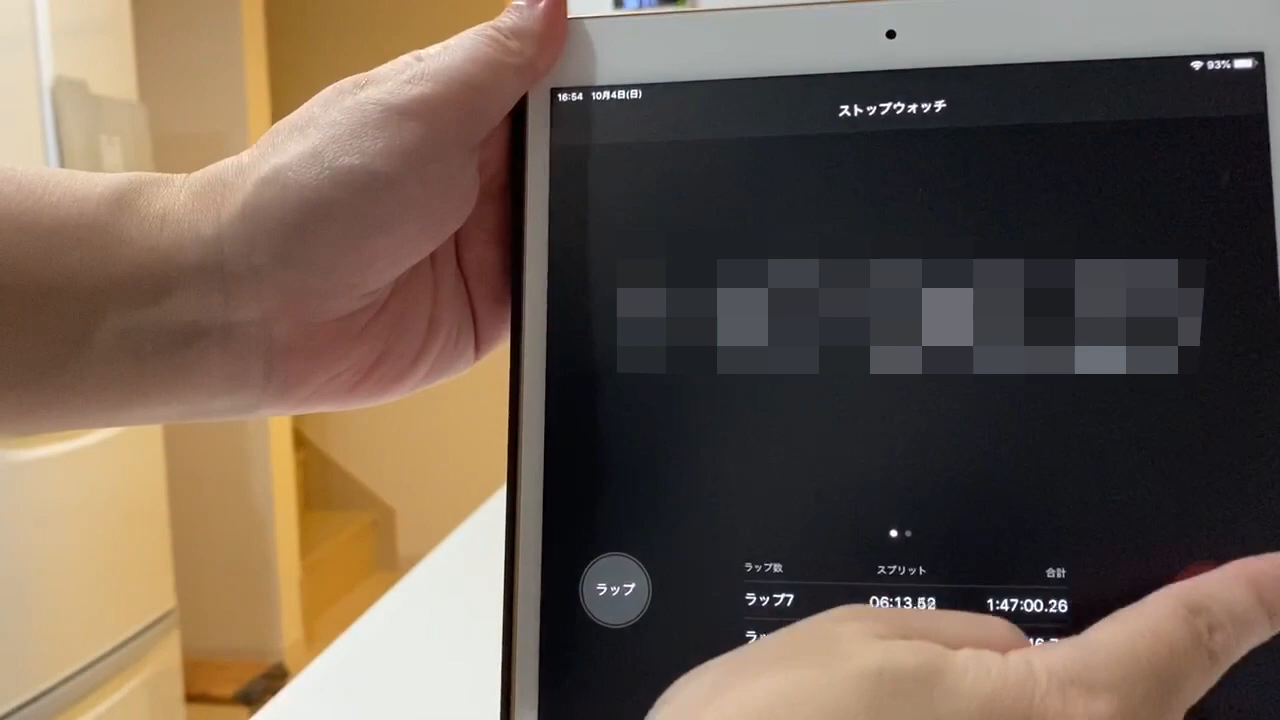 16:54 10月4日(日)
93%
ストップウォッチ
ラップ
ラップ数 スプリット 合計
ラップ7 06:13.52 1:47:00.26